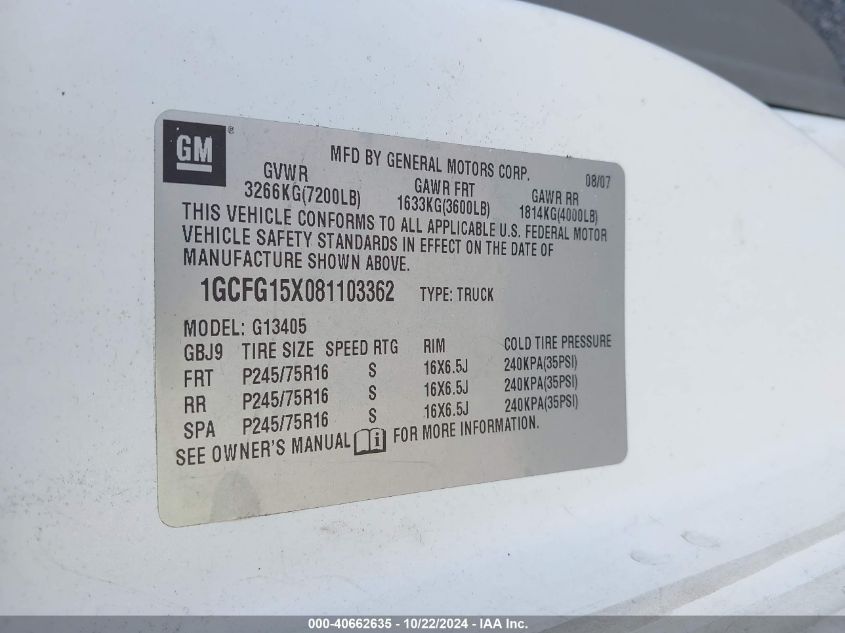 GM ®
MFD BY GENERAL MOTORS CORP. 08/07
GVWR GAWR FRT GAWR RR
3266KG(7200LB) 1633KG(3600LB) 1814KG(4000LB)
THIS VEHICLE CONFORMS TO ALL APPLICABLE U.S. FEDERAL MOTOR
VEHICLE SAFETY STANDARDS IN EFFECT ON THE DATE OF
MANUFACTURE SHOWN ABOVE.
1GCFG15X081103362 TYPE: TRUCK
MODEL: G13405
GBJ9 TIRE SIZE SPEED RTG RIM COLD TIRE PRESSURE
FRT P245/75R16 S 16X6.5J 240KPA(35PSI)
RR P245/75R16 S 16X6.5J 240KPA(35PSI)
SPA P245/75R16 S 16X6.5J 240KPA(35PSI)
SEE OWNER'S MANUAL i FOR MORE INFORMATION.
000-40662635 - 10/22/2024 - IAA Inc.